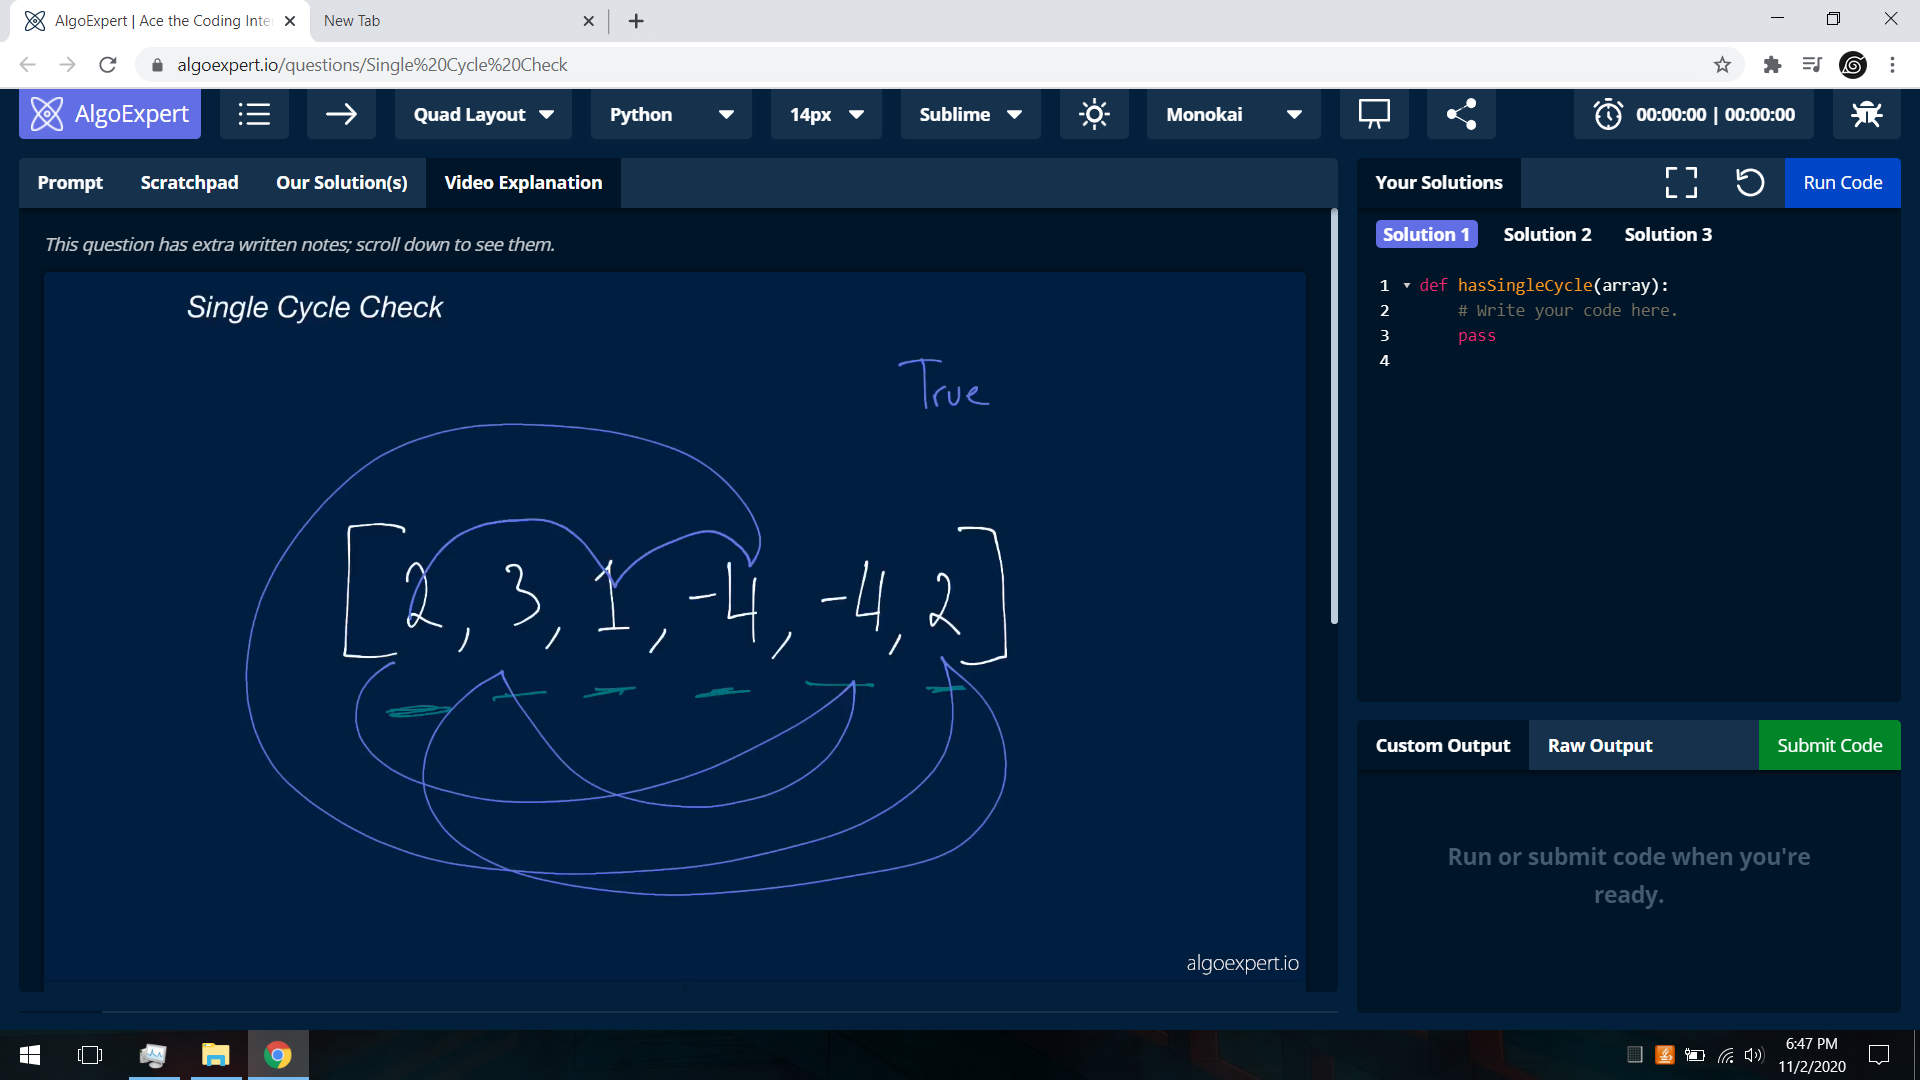 AlgoExpert | Ace the Coding Inte
New Tab
algoexpert.io/questions/Single%20Cycle%20Check
AlgoExpert
Quad Layout
Python
14px
Sublime
Monokai
00:00:00 | 00:00:00
Prompt
Scratchpad
Our Solution(s)
Video Explanation
This question has extra written notes; scroll down to see them.
Single Cycle Check
True
[2, 3, 1, -4, -4, 2]
algoexpert.io
Your Solutions
Run Code
Solution 1
Solution 2
Solution 3
1 def hasSingleCycle(array):
2 # Write your code here.
3 pass
4
Custom Output
Raw Output
Submit Code
Run or submit code when you're
ready.
6:47 PM
11/2/2020